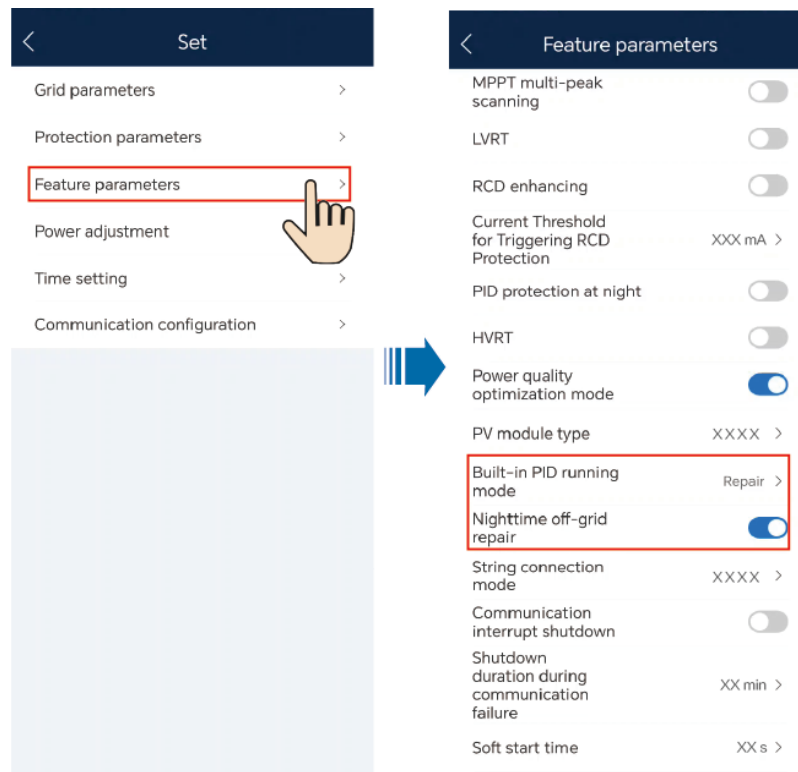 Set
Grid parameters
Protection parameters
Feature parameters
Power adjustment
Time setting
Communication configuration
Feature parameters
MPPT multi-peak
scanning
LVRT
RCD enhancing
Current Threshold
for Triggering RCD
Protection
XXX mA
PID protection at night
HVRT
Power quality
optimization mode
PV module type
XXXX
Built-in PID running
mode
Repair
Nighttime off-grid
repair
String connection
mode
XXXX
Communication
interrupt shutdown
Shutdown
duration during
communication
failure
XX min
Soft start time
XX s